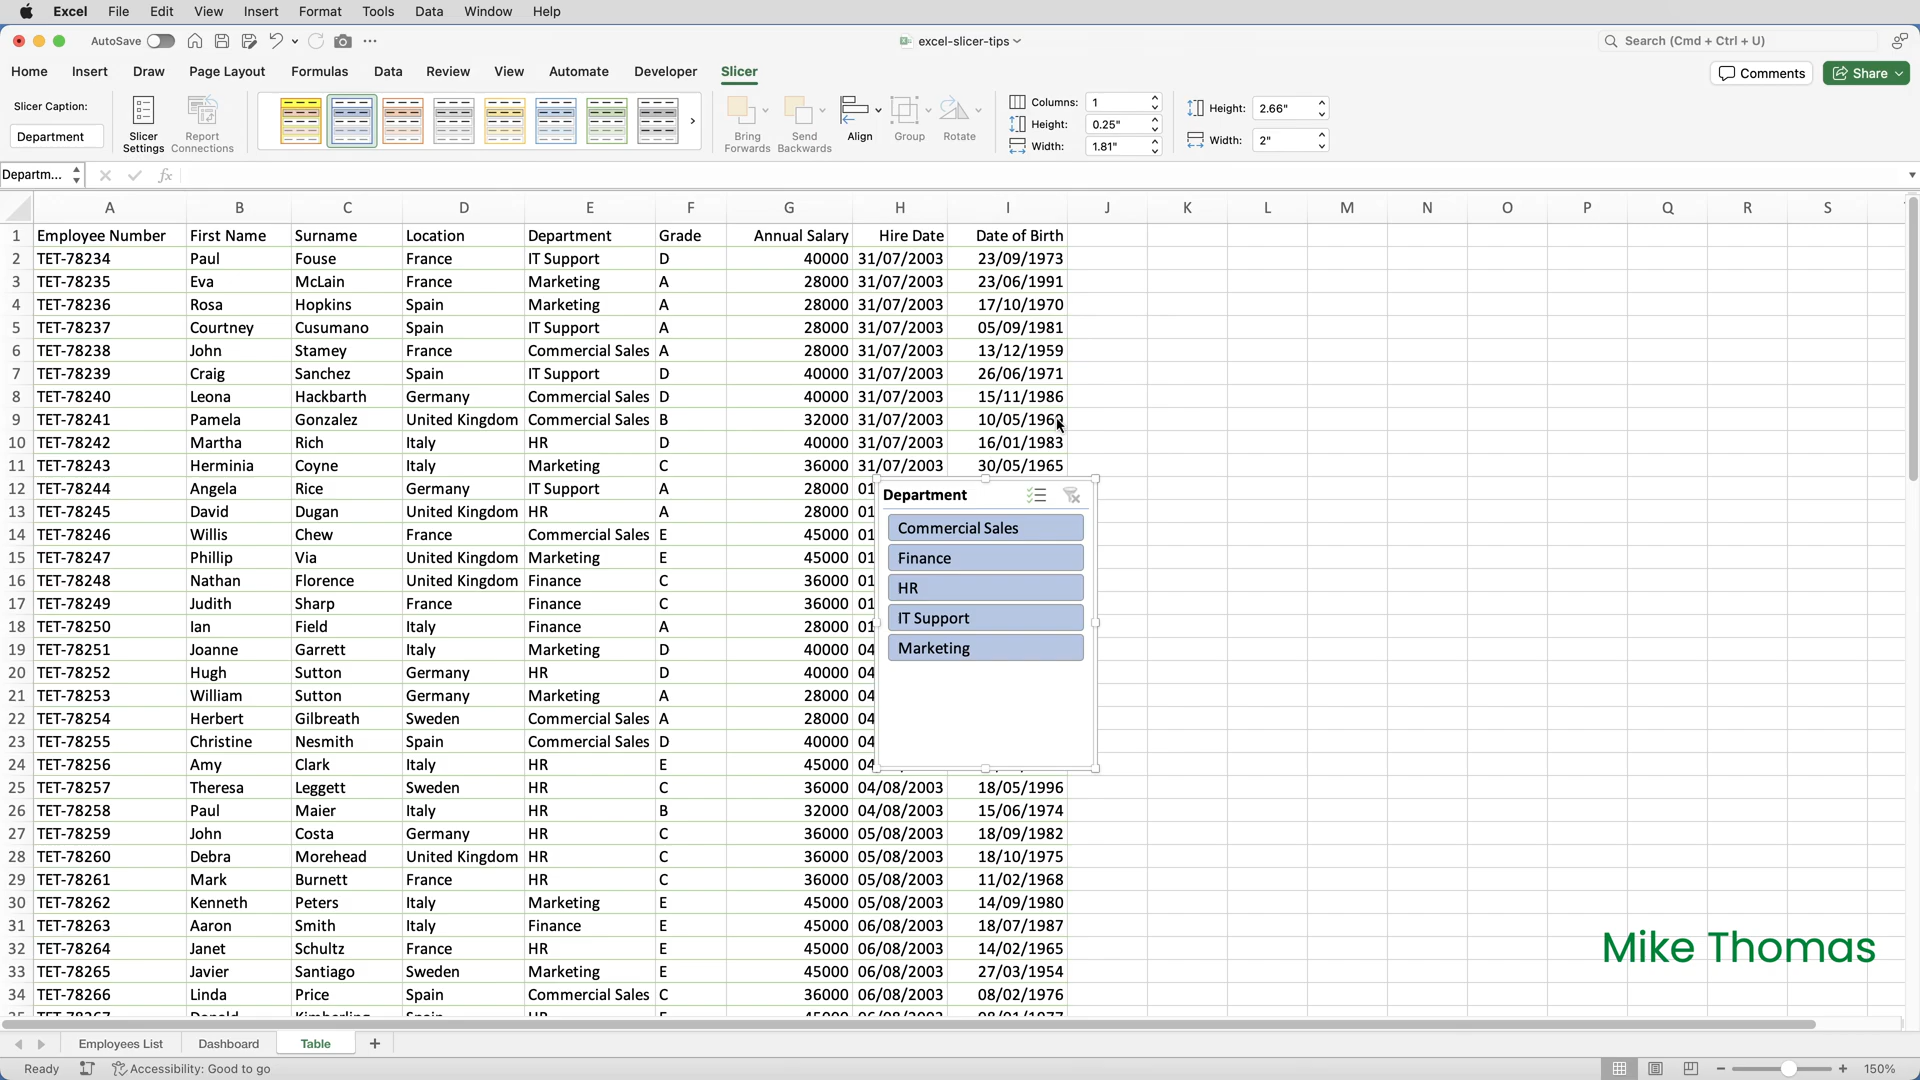 Excel File Edit View Insert Format Tools Data Window Help
AutoSave excel-slicer-tips Search (Cmd + Ctrl + U)
Home Insert Draw Page Layout Formulas Data Review View Automate Developer Slicer Comments Share
Slicer Caption:
Department
Slicer Settings
Report Connections
Bring Forwards
Send Backwards
Align
Group
Rotate
Columns: 1
Height: 0.25"
Width: 1.81"
Height: 2.66"
Width: 2"
Departm... fx
A B C D E F G H I J K L M N O P Q R S
1 Employee Number First Name Surname Location Department Grade Annual Salary Hire Date Date of Birth
2 TET-78234 Paul Fouse France IT Support D 40000 31/07/2003 23/09/1973
3 TET-78235 Eva McLain France Marketing A 28000 31/07/2003 23/06/1991
4 TET-78236 Rosa Hopkins Spain Marketing A 28000 31/07/2003 17/10/1970
5 TET-78237 Courtney Cusumano Spain IT Support A 28000 31/07/2003 05/09/1981
6 TET-78238 John Stamey France Commercial Sales A 28000 31/07/2003 13/12/1959
7 TET-78239 Craig Sanchez Spain IT Support D 40000 31/07/2003 26/06/1971
8 TET-78240 Leona Hackbarth Germany Commercial Sales D 40000 31/07/2003 15/11/1986
9 TET-78241 Pamela Gonzalez United Kingdom Commercial Sales B 32000 31/07/2003
10 TET-78242 Martha Rich Italy HR D 40000 31/07/2003 16/01/1983
11 TET-78243 Herminia Coyne Italy Marketing C 36000 31/07/2003 30/05/1965
12 TET-78244 Angela Rice Germany IT Support A 28000 01
13 TET-78245 David Dugan United Kingdom HR A 28000 01
14 TET-78246 Willis Chew France Commercial Sales E 45000 01
15 TET-78247 Phillip Via United Kingdom Marketing E 45000 01
16 TET-78248 Nathan Florence United Kingdom Finance C 36000 01
17 TET-78249 Judith Sharp France Finance C 36000 01
18 TET-78250 Ian Field Italy Finance A 28000 01
19 TET-78251 Joanne Garrett Italy Marketing D 40000 04
20 TET-78252 Hugh Sutton Germany HR D 40000 04
21 TET-78253 William Sutton Germany Marketing A 28000 04
22 TET-78254 Herbert Gilbreath Sweden Commercial Sales A 28000 04
23 TET-78255 Christine Nesmith Spain Commercial Sales D 40000 04
24 TET-78256 Amy Clark Italy HR E 45000 04
25 TET-78257 Theresa Leggett Sweden HR C 36000 04/08/2003 18/05/1996
26 TET-78258 Paul Maier Italy HR B 32000 04/08/2003 15/06/1974
27 TET-78259 John Costa Germany HR C 36000 05/08/2003 18/09/1982
28 TET-78260 Debra Morehead United Kingdom HR C 36000 05/08/2003 18/10/1975
29 TET-78261 Mark Burnett France HR C 36000 05/08/2003 11/02/1968
30 TET-78262 Kenneth Peters Italy Marketing E 45000 05/08/2003 14/09/1980
31 TET-78263 Aaron Smith Italy Finance E 45000 06/08/2003 18/07/1987
32 TET-78264 Janet Schultz France HR E 45000 06/08/2003 14/02/1965
33 TET-78265 Javier Santiago Sweden Marketing E 45000 06/08/2003 27/03/1954
34 TET-78266 Linda Price Spain Commercial Sales C 36000 06/08/2003 08/02/1976
Department
Commercial Sales
Finance
HR
IT Support
Marketing
Mike Thomas
Employees List Dashboard Table
Ready Accessibility: Good to go 150%